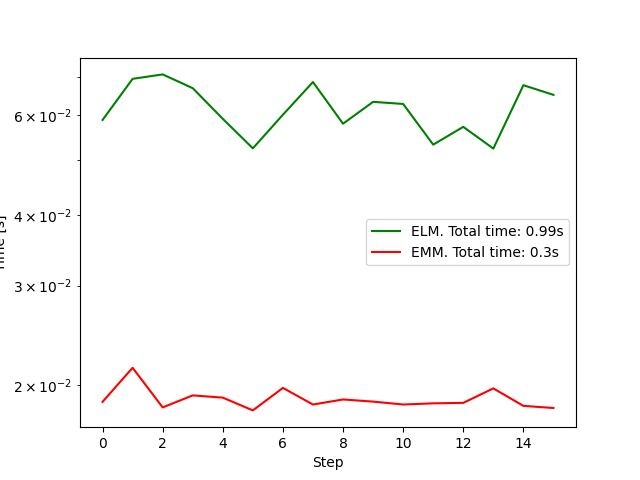 6 × 10⁻²
4 × 10⁻²
3 × 10⁻²
2 × 10⁻²
[s]
ELM. Total time: 0.99s
EMM. Total time: 0.3s
0 2 4 6 8 10 12 14
Step